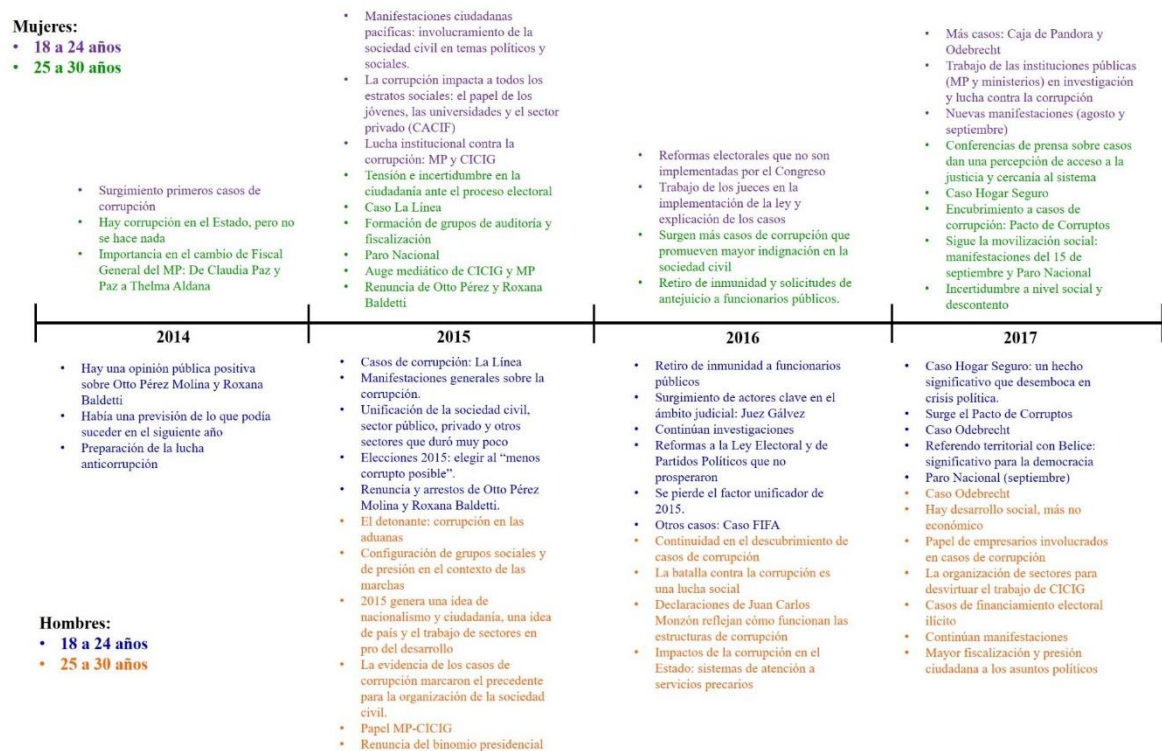 Mujeres:
• 18 a 24 años
• 25 a 30 años
• Surgimiento primeros casos de
corrupción
• Hay corrupción en el Estado, pero no
se hace nada
• Importancia en el cambio de Fiscal
General del MP: De Claudia Paz y
Paz a Thelma Aldana
• Manifestaciones ciudadanas
pacíficas: involucramiento de la
sociedad civil en temas políticos y
sociales.
• La corrupción impacta a todos los
estratos sociales: el papel de los
jóvenes, las universidades y el sector
privado (CACIF)
• Lucha institucional contra la
corrupción: MP y CICIG
• Tensión e incertidumbre en la
ciudadanía ante el proceso electoral
• Caso La Línea
• Formación de grupos de auditoría y
fiscalización
• Paro Nacional
• Auge mediático de CICIG y MP
• Renuncia de Otto Pérez y Roxana
Baldetti
• Reformas electorales que no son
implementadas por el Congreso
• Trabajo de los jueces en la
implementación de la ley y
explicación de los casos
• Surgen más casos de corrupción que
promueven mayor indignación en la
sociedad civil
• Retiro de inmunidad y solicitudes de
antejuicio a funcionarios públicos.
• Más casos: Caja de Pandora y
Odebrecht
• Trabajo de las instituciones públicas
(MP y ministerios) en investigación
y lucha contra la corrupción
• Nuevas manifestaciones (agosto y
septiembre)
• Conferencias de prensa sobre casos
dan una percepción de acceso a la
justicia y cercanía al sistema
• Caso Hogar Seguro
• Encubrimiento a casos de
corrupción: Pacto de Corruptos
• Sigue la movilización social:
manifestaciones del 15 de
septiembre y Paro Nacional
• Incertidumbre a nivel social y
descontento
2014
2015
2016
2017
• Hay una opinión pública positiva
sobre Otto Pérez Molina y Roxana
Baldetti
• Había una previsión de lo que podía
suceder en el siguiente año
• Preparación de la lucha
anticorrupción
• Casos de corrupción: La Línea
• Manifestaciones generales sobre la
corrupción.
• Unificación de la sociedad civil,
sector público, privado y otros
sectores que duró muy poco
• Elecciones 2015: elegir al “menos
corrupto posible”.
• Renuncia y arrestos de Otto Pérez
Molina y Roxana Baldetti.
• El detonante: corrupción en las
aduanas
• Configuración de grupos sociales y
de presión en el contexto de las
marchas
• 2015 genera una idea de
nacionalismo y ciudadanía, una idea
de país y el trabajo de sectores en
pro del desarrollo
• La evidencia de los casos de
corrupción marcaron el precedente
para la organización de la sociedad
civil.
• Papel MP-CICIG
• Renuncia del binomio presidencial
• Retiro de inmunidad a funcionarios
públicos
• Surgimiento de actores clave en el
ámbito judicial: Juez Gálvez
• Continúan investigaciones
• Reformas a la Ley Electoral y de
Partidos Políticos que no
prosperaron
• Se pierde el factor unificador de
2015.
• Otros casos: Caso FIFA
• Continuidad en el descubrimiento de
casos de corrupción
• La batalla contra la corrupción es
una lucha social
• Declaraciones de Juan Carlos
Monzón reflejan cómo funcionan las
estructuras de corrupción
• Impactos de la corrupción en el
Estado: sistemas de atención a
servicios precarios
• Caso Hogar Seguro: un hecho
significativo que desemboca en
crisis política.
• Surge el Pacto de Corruptos
• Caso Odebrecht
• Referendo territorial con Belice:
significativo para la democracia
• Paro Nacional (septiembre)
• Caso Odebrecht
• Hay desarrollo social, más no
económico
• Papel de empresarios involucrados
en casos de corrupción
• La organización de sectores para
desvirtuar el trabajo de CICIG
• Casos de financiamiento electoral
ilícito
• Continúan manifestaciones
• Mayor fiscalización y presión
ciudadana a los asuntos políticos
Hombres:
• 18 a 24 años
• 25 a 30 años